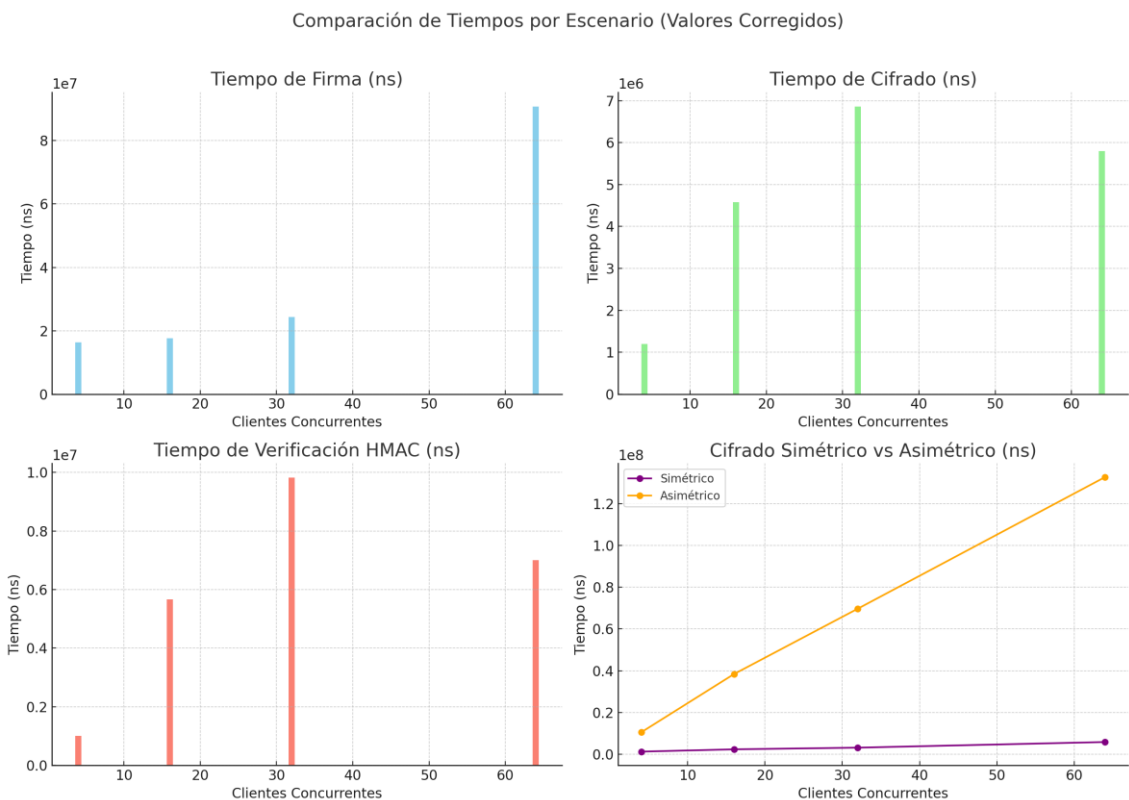 Comparación de Tiempos por Escenario (Valores Corregidos)
Tiempo de Firma (ns)
1e7
8
6
4
2
0
Tiempo (ns)
10 20 30 40 50 60
Clientes Concurrentes
Tiempo de Cifrado (ns)
1e6
7
6
5
4
3
2
1
0
Tiempo (ns)
10 20 30 40 50 60
Clientes Concurrentes
Tiempo de Verificación HMAC (ns)
1e7
1.0
0.8
0.6
0.4
0.2
0.0
Tiempo (ns)
10 20 30 40 50 60
Clientes Concurrentes
Cifrado Simétrico vs Asimétrico (ns)
1e8
Simétrico
Asimétrico
1.2
1.0
0.8
0.6
0.4
0.2
0.0
Tiempo (ns)
10 20 30 40 50 60
Clientes Concurrentes